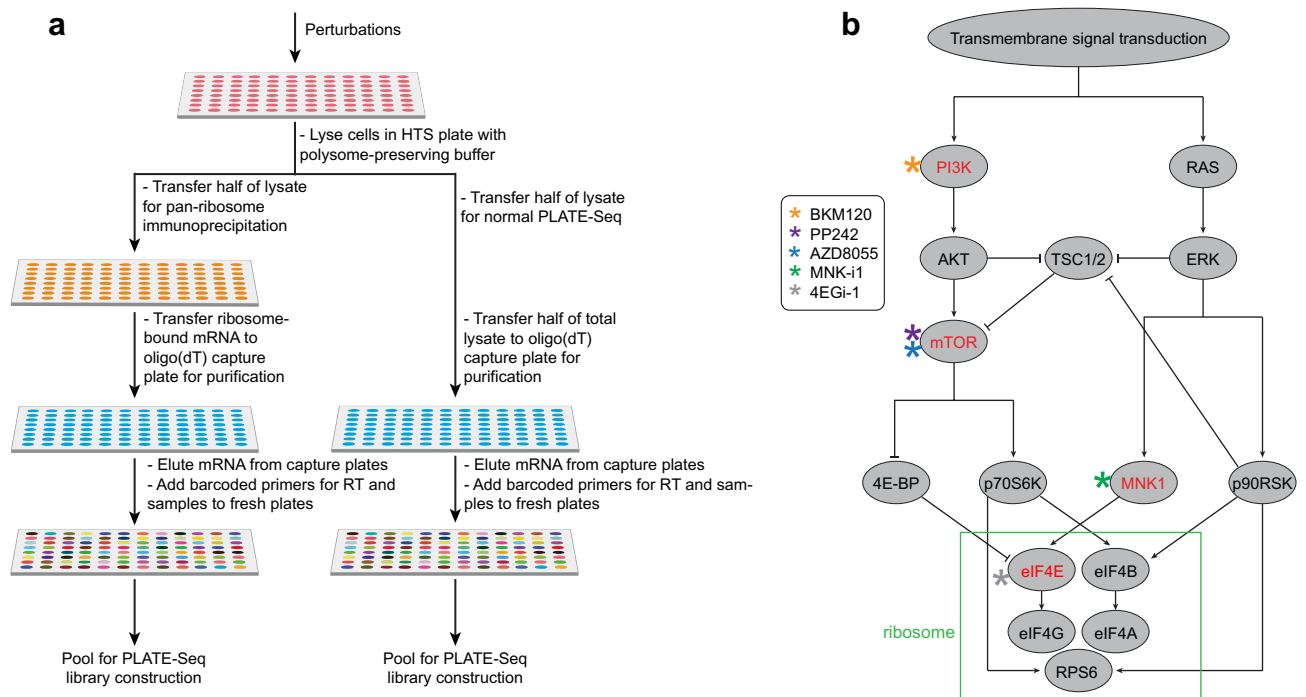 a
Perturbations
- Lyse cells in HTS plate with
polysome-preserving buffer
- Transfer half of lysate
for pan-ribosome
immunoprecipitation
- Transfer half of lysate
for normal PLATE-Seq
- Transfer ribosome-
bound mRNA to
oligo(dT) capture
plate for purification
- Transfer half of total
lysate to oligo(dT)
capture plate for
purification
- Elute mRNA from capture plates
- Add barcoded primers for RT and
samples to fresh plates
- Elute mRNA from capture plates
- Add barcoded primers for RT and sam-
ples to fresh plates
Pool for PLATE-Seq
library construction
Pool for PLATE-Seq
library construction
b
Transmembrane signal transduction
PI3K
RAS
* BKM120
* PP242
* AZD8055
* MNK-i1
* 4EGi-1
AKT
TSC1/2
ERK
mTOR
4E-BP
p70S6K
MNK1
p90RSK
eIF4E
eIF4B
ribosome
eIF4G
eIF4A
RPS6